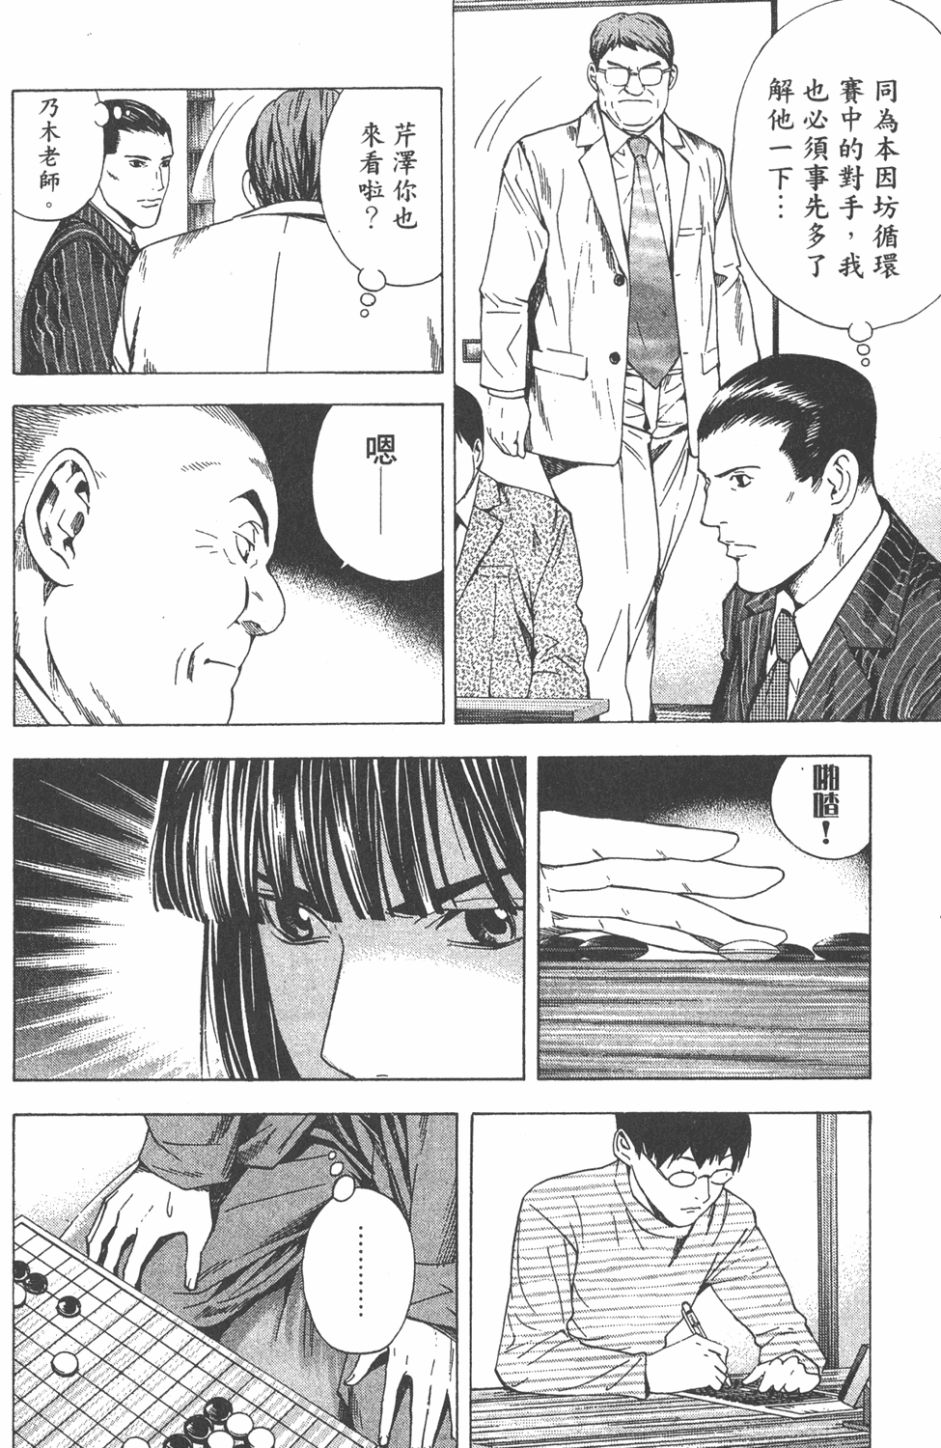 同為本因坊循環
賽中的對手，我
也必須事先多了
解他一下…
芹澤你也
來看啦？
乃木老師。
嗯——
啪喳！
…………